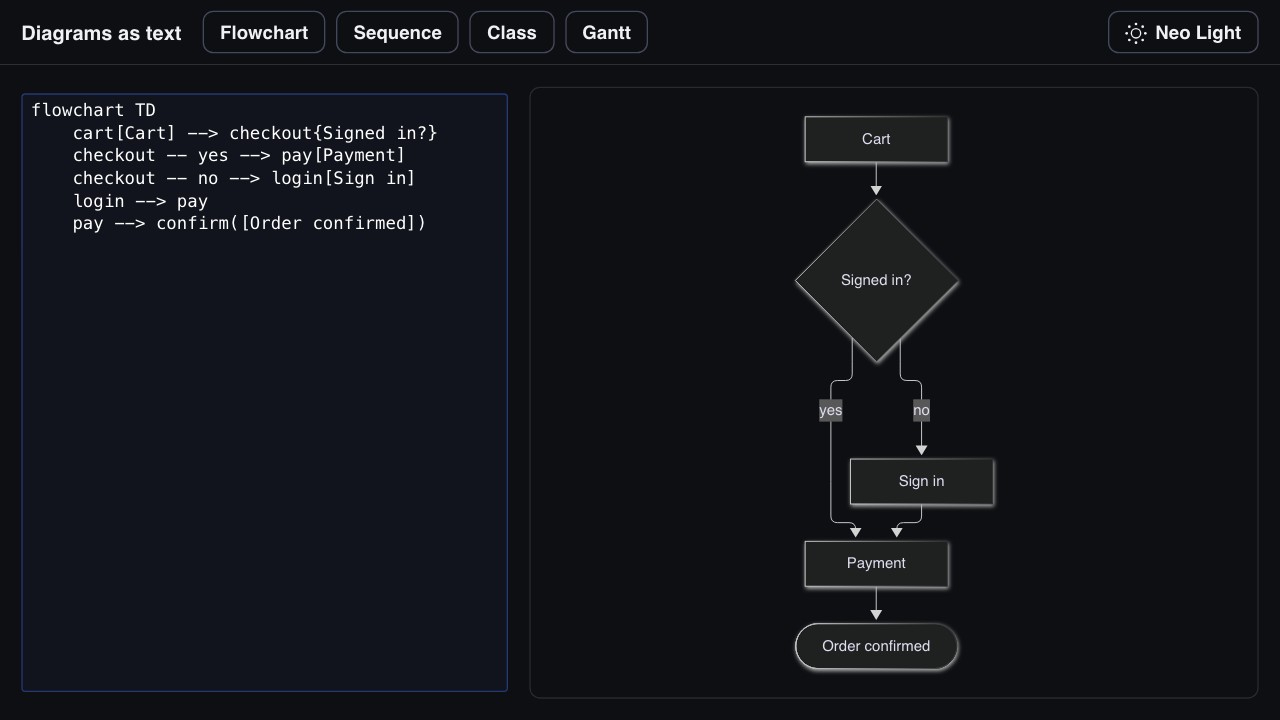 Diagrams as text
Flowchart
Sequence
Class
Gantt
Neo Light
flowchart TD
    cart[Cart] --> checkout{Signed in?}
    checkout -- yes --> pay[Payment]
    checkout -- no --> login[Sign in]
    login --> pay
    pay --> confirm([Order confirmed])
Cart
Signed in?
yes
no
Sign in
Payment
Order confirmed